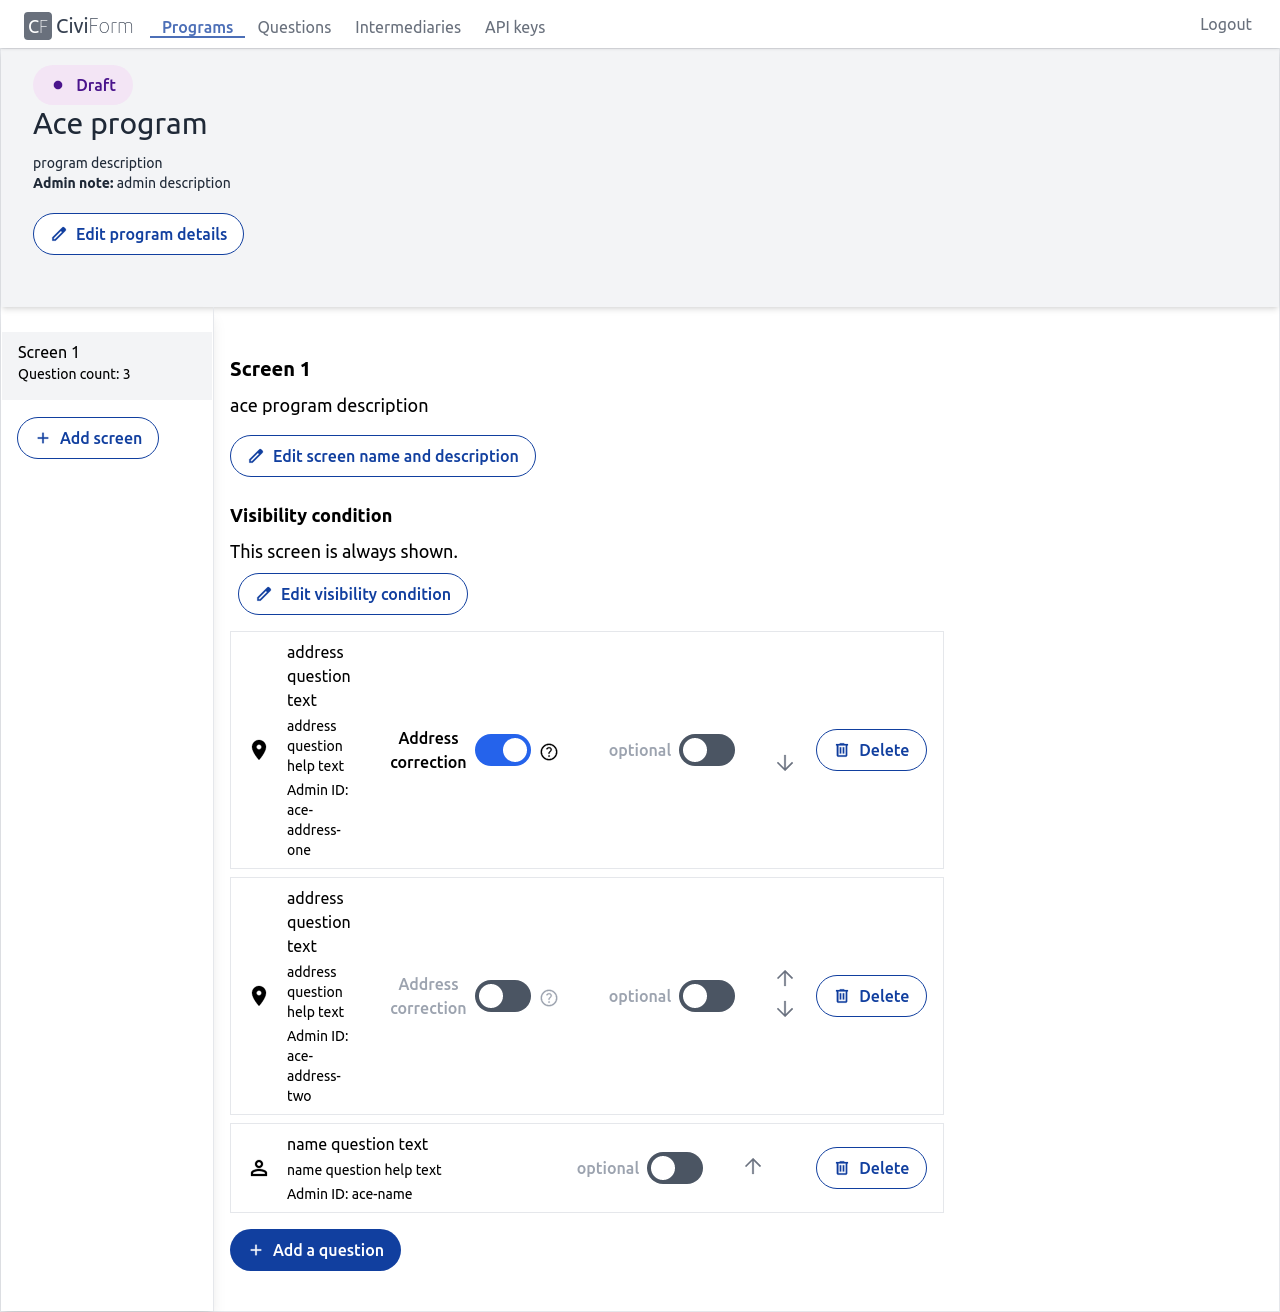 CF CiviForm Programs Questions Intermediaries API keys Logout
Draft
Ace program
program description
Admin note: admin description
Edit program details
Screen 1
Question count: 3
Add screen
Screen 1
ace program description
Edit screen name and description
Visibility condition
This screen is always shown.
Edit visibility condition
address
question
text
address
question
help text
Admin ID:
ace-
address-
one
Address
correction
optional
Delete
address
question
text
address
question
help text
Admin ID:
ace-
address-
two
Address
correction
optional
Delete
name question text
name question help text
Admin ID: ace-name
optional
Delete
Add a question